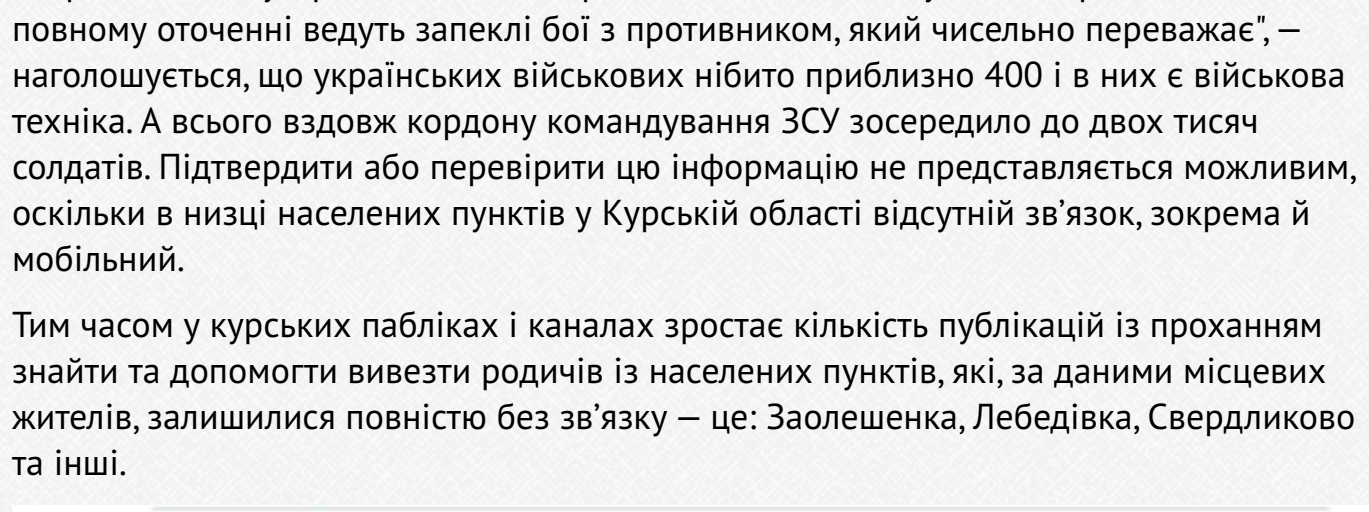 повному оточенні ведуть запеклі бої з противником, який чисельно переважає", —
наголошується, що українських військових нібито приблизно 400 і в них є військова
техніка. А всього вздовж кордону командування ЗСУ зосередило до двох тисяч
солдатів. Підтвердити або перевірити цю інформацію не представляється можливим,
оскільки в низці населених пунктів у Курській області відсутній зв’язок, зокрема й
мобільний.
Тим часом у курських пабліках і каналах зростає кількість публікацій із проханням
знайти та допомогти вивезти родичів із населених пунктів, які, за даними місцевих
жителів, залишилися повністю без зв’язку — це: Заолешенка, Лебедівка, Свердликово
та інші.